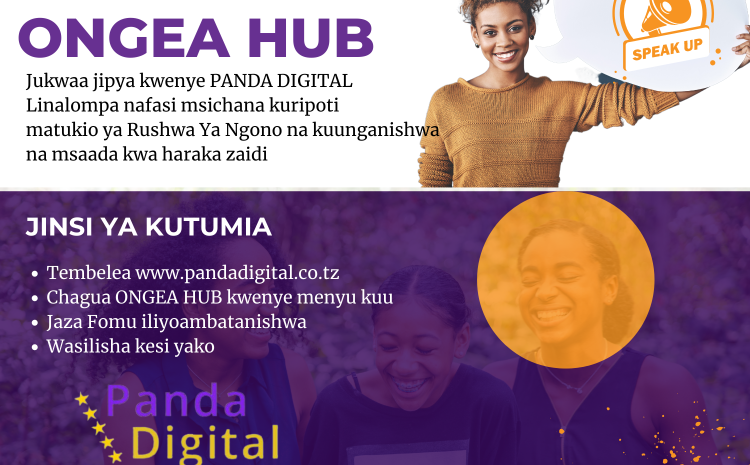 ONGEA HUB
SPEAK UP
Jukwaa jipya kwenye PANDA DIGITAL
Linalompa nafasi msichana kuripoti
matukio ya Rushwa Ya Ngono na kuunganishwa
na msaada kwa haraka zaidi
JINSI YA KUTUMIA
• Tembelea www.pandadigital.co.tz
• Chagua ONGEA HUB kwenye menyu kuu
• Jaza Fomu iliyoambatanishwa
• Wasilisha kesi yako
Panda
Digital